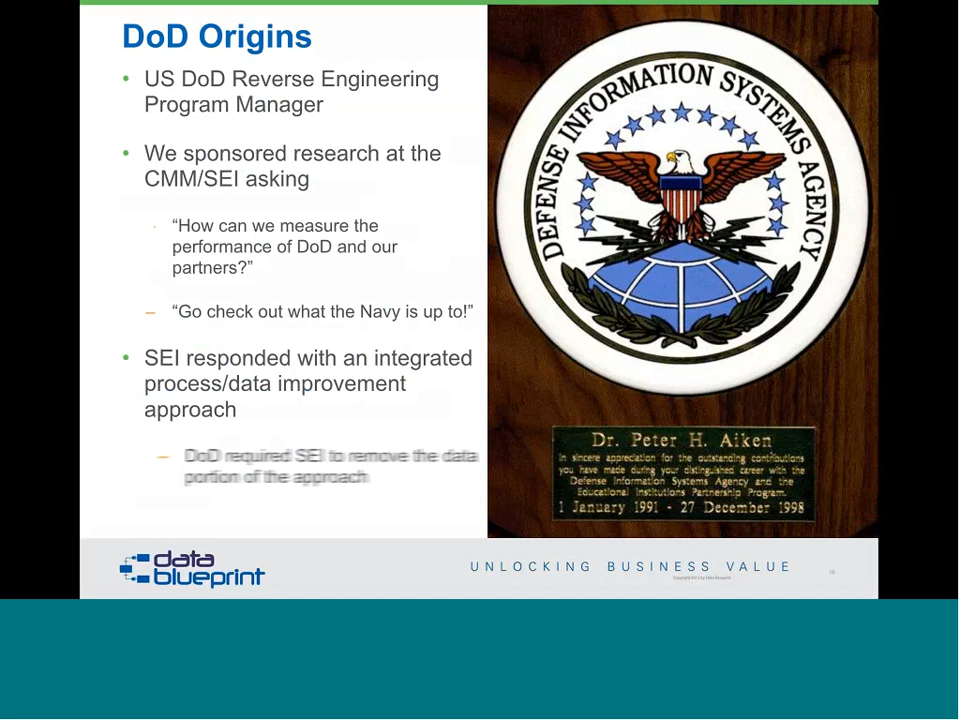 DoD Origins
• US DoD Reverse Engineering
Program Manager
• We sponsored research at the
CMM/SEI asking
“How can we measure the
performance of DoD and our
partners?”
– “Go check out what the Navy is up to!”
• SEI responded with an integrated
process/data improvement
approach
– DoD required SEI to remove the data
portion of the approach
DEFENSE INFORMATION SYSTEMS AGENCY
Dr. Peter H. Aiken
In sincere appreciation for the outstanding contributions
you have made during your distinguished career with the
Defense Information Systems Agency and the
Educational Institutions Partnership Program.
1 January 1991 - 27 December 1998
data
blueprint
UNLOCKING BUSINESS VALUE